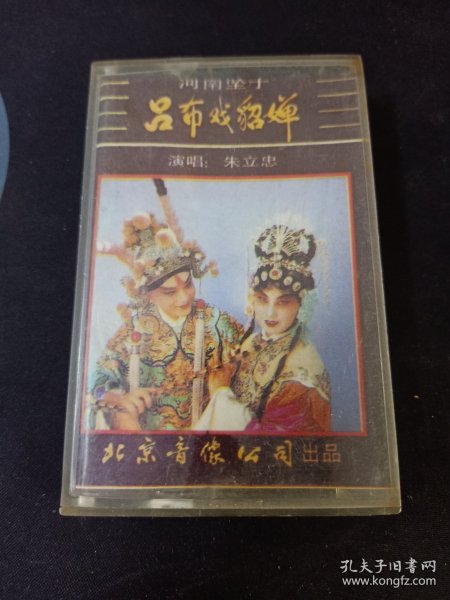 河南坠子
吕布戏貂婵
演唱：朱立忠
北京音像公司出品
孔夫子旧书网
www.kongfz.com